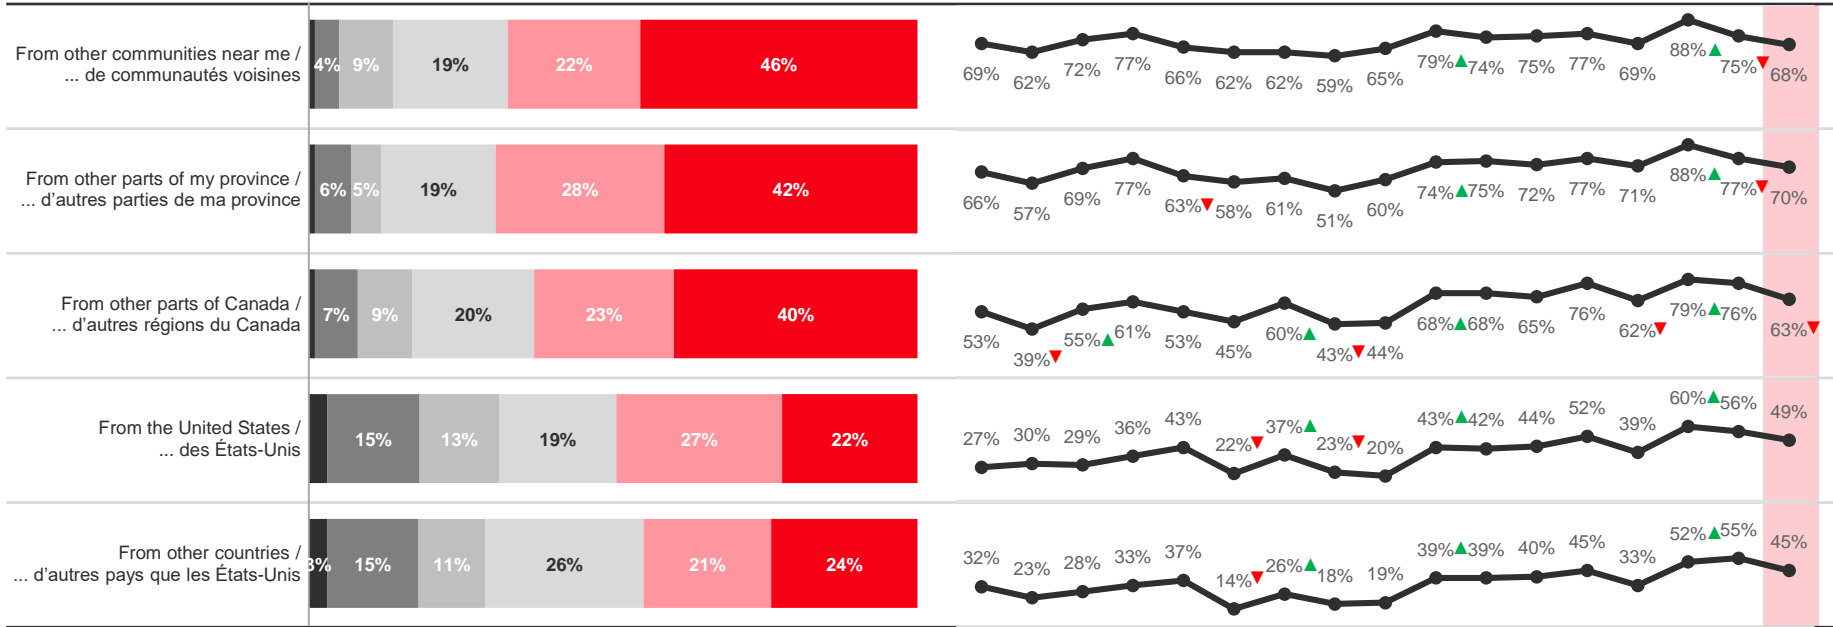 From other communities near me /
... de communautés voisines
4% 9% 19% 22% 46%
69% 62% 72% 77% 66% 62% 62% 59% 65% 79%▲ 74% 75% 77% 69% 88%▲ 75%▼ 68%
From other parts of my province /
... d'autres parties de ma province
6% 5% 19% 28% 42%
66% 57% 69% 77% 63%▼ 58% 61% 51% 60% 74%▲ 75% 72% 77% 71% 88%▲ 77%▼ 70%
From other parts of Canada /
... d'autres régions du Canada
7% 9% 20% 23% 40%
53% 39%▼ 55%▲ 61% 53% 45% 60%▲ 43%▼ 44% 68%▲ 68% 65% 76% 62%▼ 79%▲ 76% 63%▼
From the United States /
... des États-Unis
15% 13% 19% 27% 22%
27% 30% 29% 36% 43% 22%▼ 37%▲ 23%▼ 20% 43%▲ 42% 44% 52% 39% 60%▲ 56% 49%
From other countries /
... d'autres pays que les États-Unis
3% 15% 11% 26% 21% 24%
32% 23% 28% 33% 37% 14%▼ 26%▲ 18% 19% 39%▲ 39% 40% 45% 33% 52%▲ 55% 45%